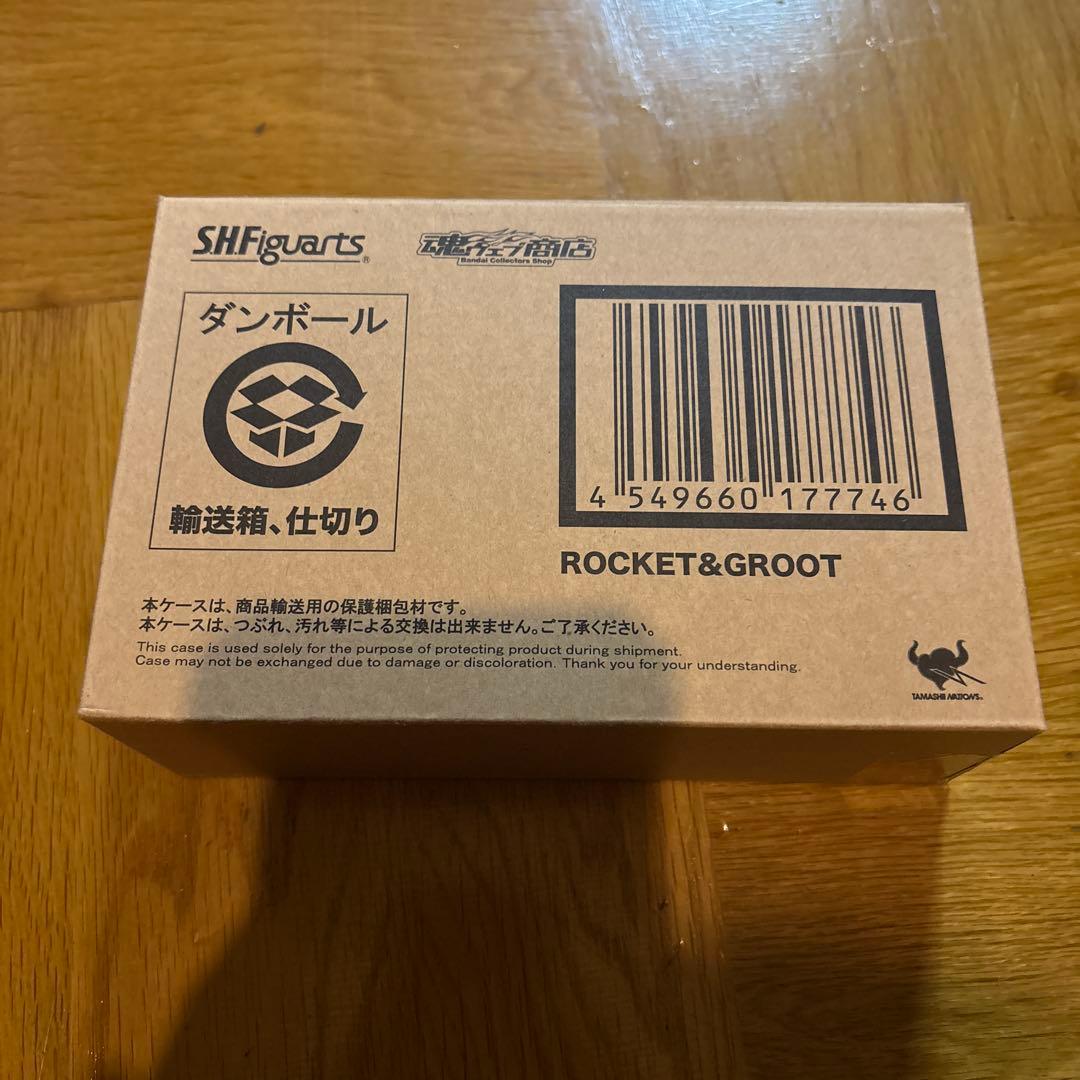 S.H.Figuarts®
魂ウェブ商店
Bandai Collectors Shop
ダンボール
輸送箱、仕切り
4 549660 177746
ROCKET&GROOT
本ケースは、商品輸送用の保護梱包材です。
本ケースは、つぶれ、汚れ等による交換は出来ません。ご了承ください。
This case is used solely for the purpose of protecting product during shipment.
Case may not be exchanged due to damage or discoloration. Thank you for your understanding.
TAMASHII NATIONS